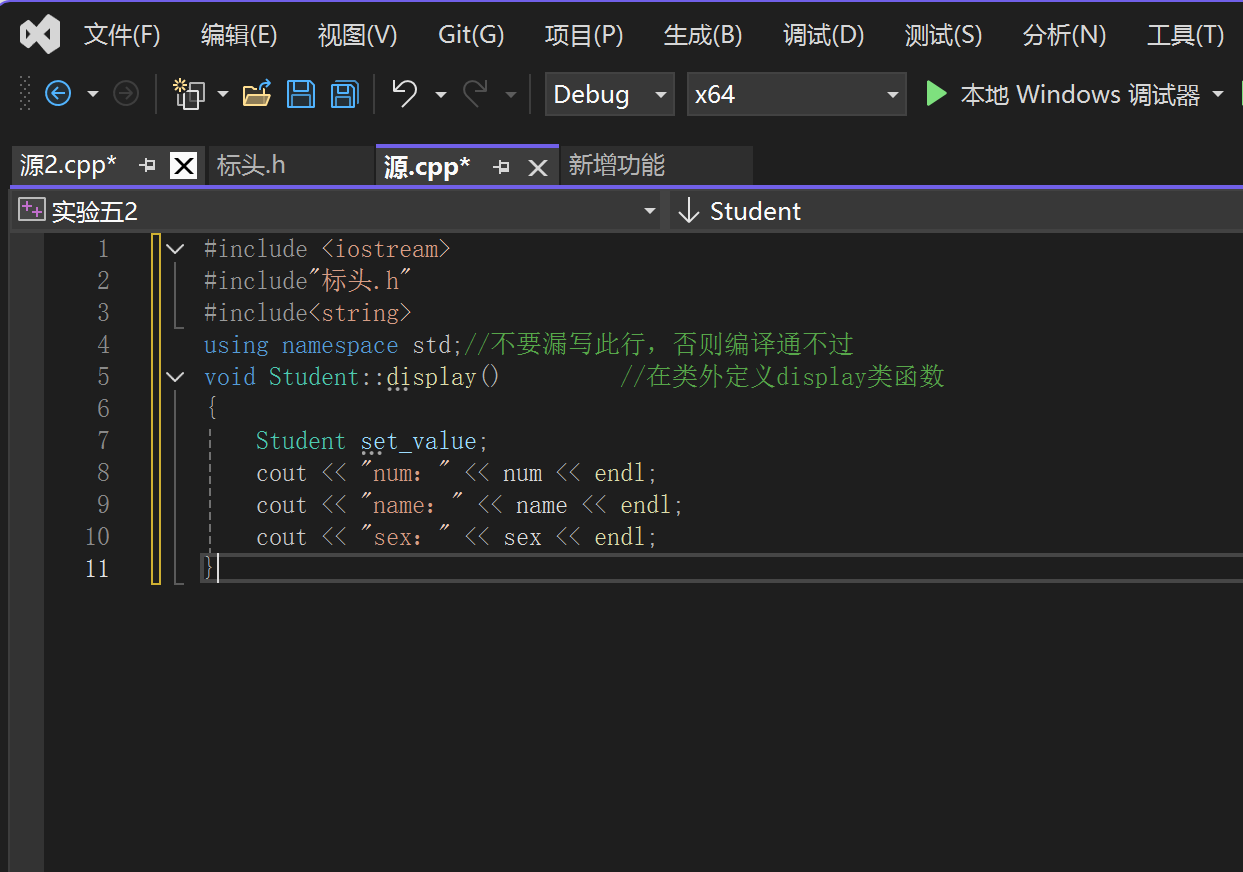 文件(F) 编辑(E) 视图(V) Git(G) 项目(P) 生成(B) 调试(D) 测试(S) 分析(N) 工具(T)
Debug x64 本地 Windows 调试器
源2.cpp* 标头.h 源.cpp* 新增功能
实验五2 Student
1 #include <iostream>
2 #include"标头.h"
3 #include<string>
4 using namespace std;//不要漏写此行，否则编译通不过
5 void Student::display() //在类外定义display类函数
6 {
7 Student set_value;
8 cout << "num：" << num << endl;
9 cout << "name：" << name << endl;
10 cout << "sex：" << sex << endl;
11 }